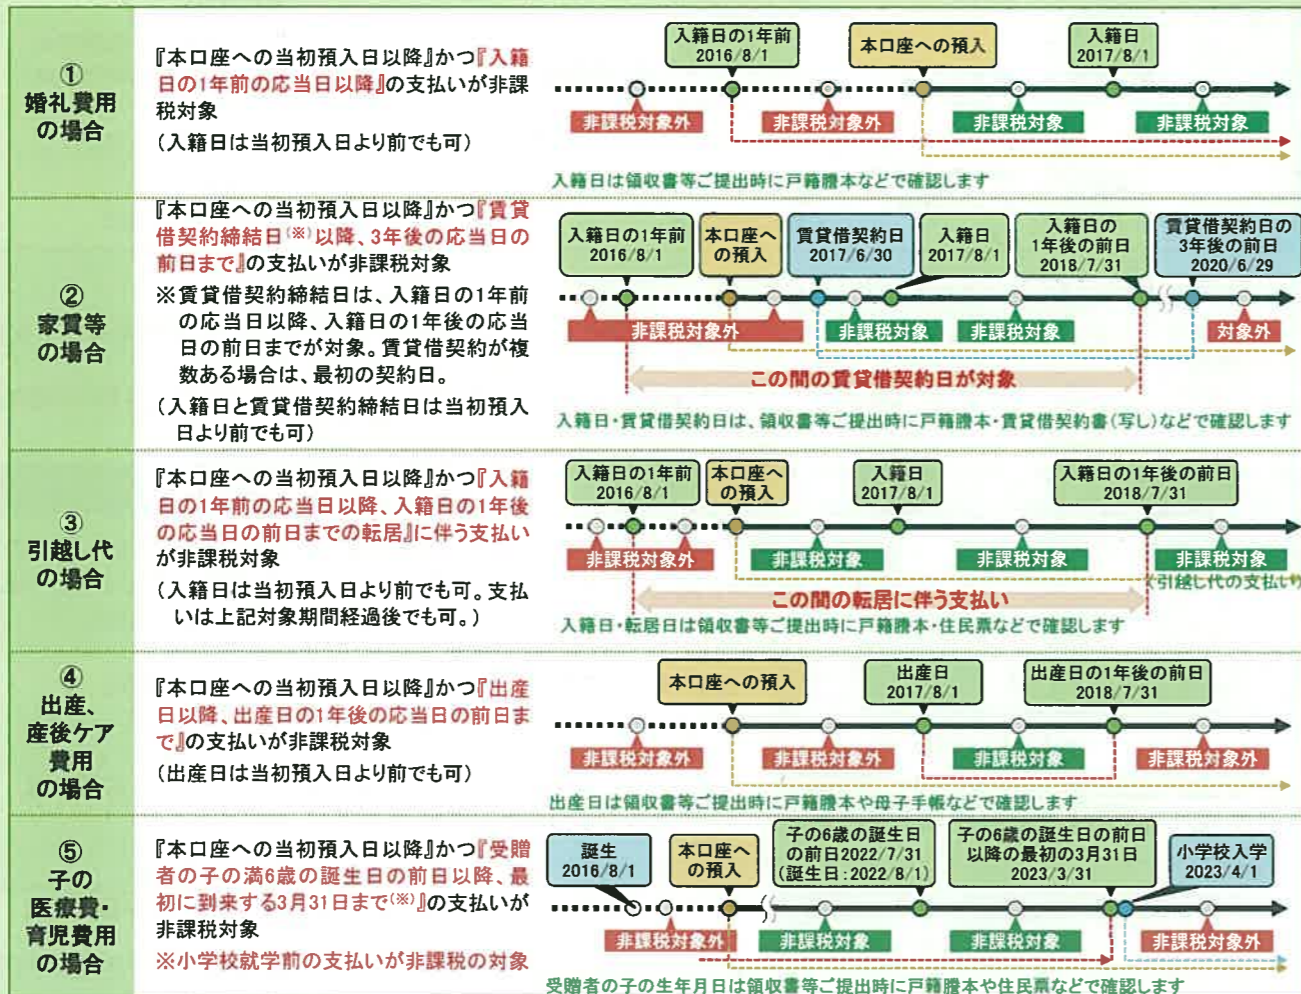 ①
婚礼費用
の場合
『本口座への当初預入日以降』かつ『入籍
日の1年前の応当日以降』の支払いが非課
税対象
(入籍日は当初預入日より前でも可)
入籍日の1年前
2016/8/1
本口座への預入
入籍日
2017/8/1
非課税対象外
非課税対象外
非課税対象
非課税対象
入籍日は領収書等ご提出時に戸籍謄本などで確認します
②
家賃等
の場合
『本口座への当初預入日以降』かつ『賃貸
借契約締結日(※)以降、3年後の応当日の
前日まで』の支払いが非課税対象
※賃貸借契約締結日は、入籍日の1年前
の応当日以降、入籍日の1年後の応当
日の前日までが対象。賃貸借契約が複
数ある場合は、最初の契約日。
(入籍日と賃貸借契約締結日は当初預入
日より前でも可)
入籍日の1年前
2016/8/1
本口座へ
の預入
賃貸借契約日
2017/6/30
入籍日
2017/8/1
入籍日の
1年後の前日
2018/7/31
賃貸借契約日の
3年後の前日
2020/6/29
非課税対象外
非課税対象
非課税対象
対象外
この間の賃貸借契約日が対象
入籍日・賃貸借契約日は、領収書等ご提出時に戸籍謄本・賃貸借契約書(写し)などで確認します
③
引越し代
の場合
『本口座への当初預入日以降』かつ『入籍
日の1年前の応当日以降、入籍日の1年後
の応当日の前日までの転居』に伴う支払い
が非課税対象
(入籍日は当初預入日より前でも可。支払
いは上記対象期間経過後でも可。)
入籍日の1年前
2016/8/1
本口座へ
の預入
入籍日
2017/8/1
入籍日の1年後の前日
2018/7/31
非課税対象外
非課税対象
非課税対象
非課税対象
(引越し代の支払い)
この間の転居に伴う支払い
入籍日・転居日は領収書等ご提出時に戸籍謄本・住民票などで確認します
④
出産、
産後ケア
費用
の場合
『本口座への当初預入日以降』かつ『出産
日以降、出産日の1年後の応当日の前日ま
で』の支払いが非課税対象
(出産日は当初預入日より前でも可)
本口座への預入
出産日
2017/8/1
出産日の1年後の前日
2018/7/31
非課税対象外
非課税対象外
非課税対象
非課税対象外
出産日は領収書等ご提出時に戸籍謄本や母子手帳などで確認します
⑤
子の
医療費・
育児費用
の場合
『本口座への当初預入日以降』かつ『受贈
者の子の満6歳の誕生日の前日以降、最
初に到来する3月31日まで(※)』の支払いが
非課税対象
※小学校就学前の支払いが非課税の対象
誕生
2016/8/1
本口座へ
の預入
子の6歳の誕生日
の前日2022/7/31
(誕生日:2022/8/1)
子の6歳の誕生日の前日
以降の最初の3月31日
2023/3/31
小学校入学
2023/4/1
非課税対象外
非課税対象
非課税対象
非課税対象外
受贈者の子の生年月日は領収書等ご提出時に戸籍謄本や住民票などで確認します